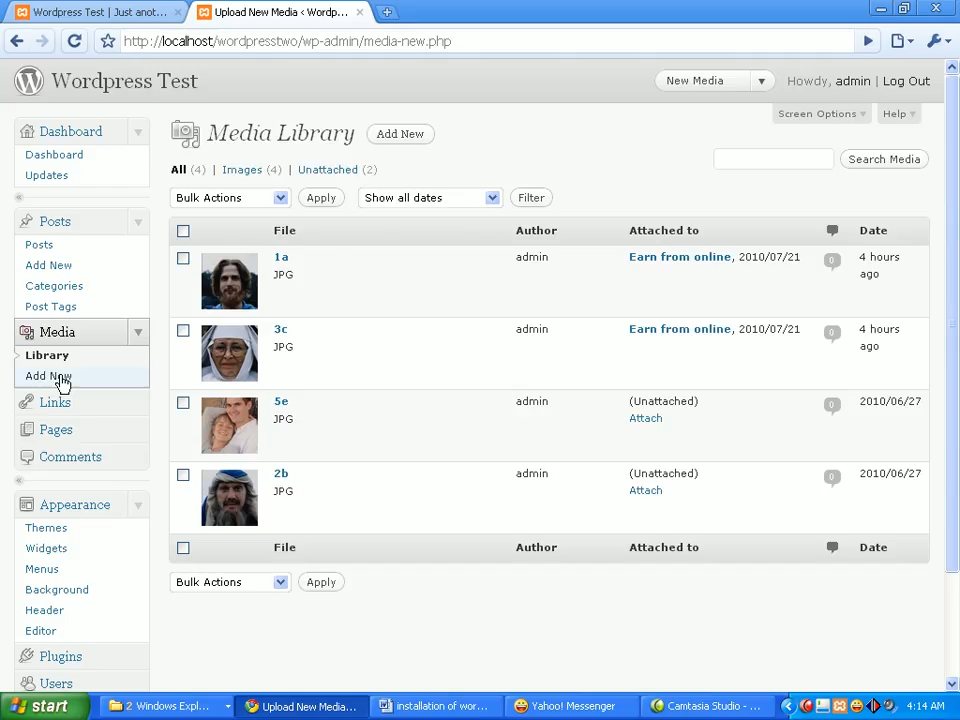 Wordpress Test | Just anot...
Upload New Media ‹ Wordp...
http://localhost/wordpresstwo/wp-admin/media-new.php
Wordpress Test
New Media
Howdy, admin | Log Out
Screen Options
Help
Media Library
Add New
All (4) | Images (4) | Unattached (2)
Search Media
Bulk Actions
Apply
Show all dates
Filter
File
Author
Attached to
Date
1a
JPG
admin
Earn from online, 2010/07/21
0
4 hours
ago
3c
JPG
admin
Earn from online, 2010/07/21
0
4 hours
ago
5e
JPG
admin
(Unattached)
Attach
0
2010/06/27
2b
JPG
admin
(Unattached)
Attach
0
2010/06/27
File
Author
Attached to
Date
Bulk Actions
Apply
Dashboard
Dashboard
Updates
Posts
Posts
Add New
Categories
Post Tags
Media
Library
Add New
Links
Pages
Comments
Appearance
Themes
Widgets
Menus
Background
Header
Editor
Plugins
Users
start
2 Windows Expl...
Upload New Media...
installation of wor...
Yahoo! Messenger
Camtasia Studio - ...
4:14 AM